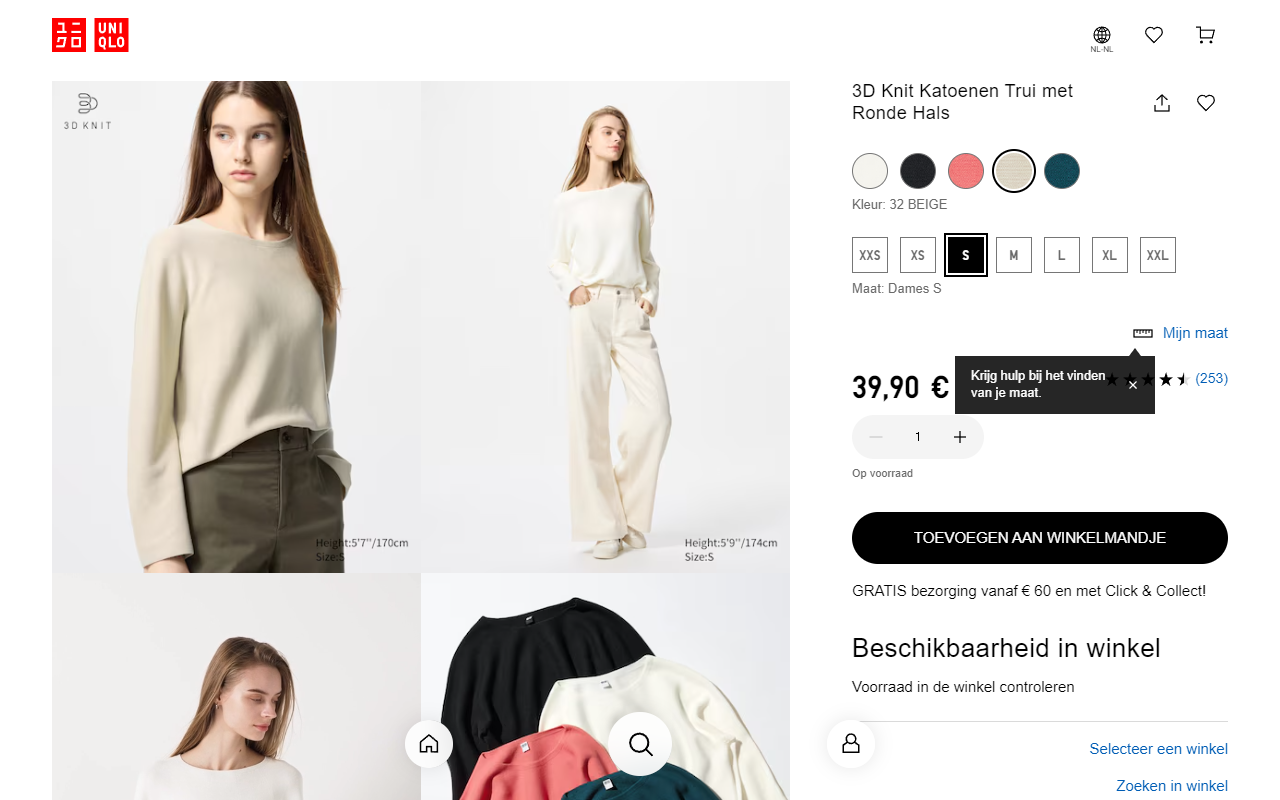 ユニ
クロ
UNI
QLO
NL-NL
3D KNIT
3D Knit Katoenen Trui met
Ronde Hals
Kleur: 32 BEIGE
XXS XS S M L XL XXL
Maat: Dames S
Mijn maat
Krijg hulp bij het vinden
van je maat.
39,90 €
(253)
1
Op voorraad
TOEVOEGEN AAN WINKELMANDJE
GRATIS bezorging vanaf € 60 en met Click & Collect!
Beschikbaarheid in winkel
Voorraad in de winkel controleren
Selecteer een winkel
Zoeken in winkel
Height:5'7''/170cm
Size:S
Height:5'9''/174cm
Size:S